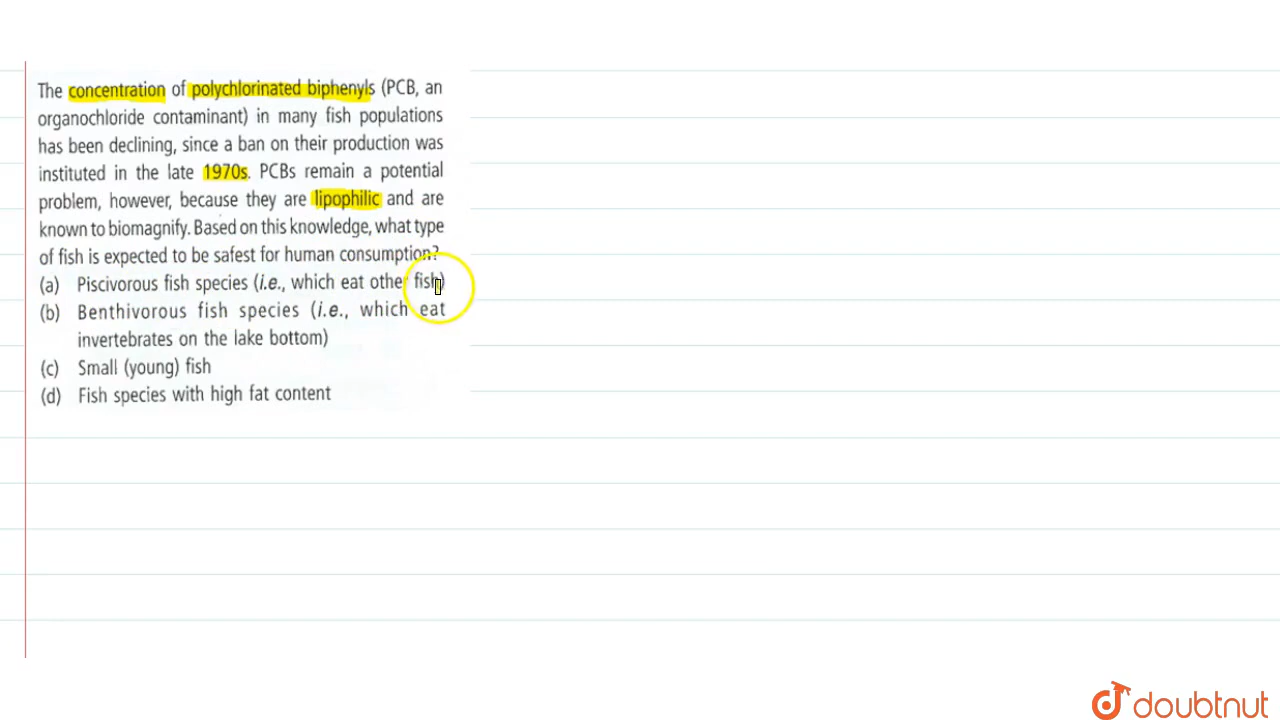 The concentration of polychlorinated biphenyls (PCB, an
organochloride contaminant) in many fish populations
has been declining, since a ban on their production was
instituted in the late 1970s. PCBs remain a potential
problem, however, because they are lipophilic and are
known to biomagnify. Based on this knowledge, what type
of fish is expected to be safest for human consumption?
(a) Piscivorous fish species (i.e., which eat other fish)
(b) Benthivorous fish species (i.e., which eat
invertebrates on the lake bottom)
(c) Small (young) fish
(d) Fish species with high fat content
doubtnut